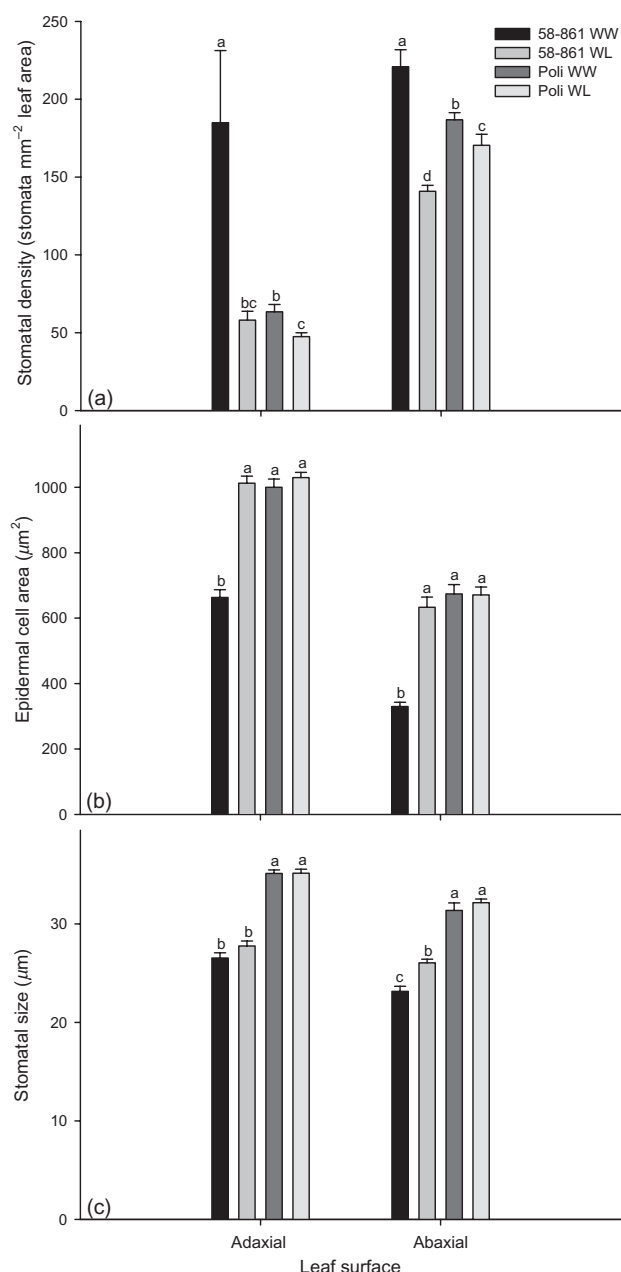 250
200
150
100
50
0
Stomatal density (stomata mm⁻² leaf area)
58-861 WW
58-861 WL
Poli WW
Poli WL
a
bc
b
c
a
d
b
c
(a)
1000
800
600
400
200
0
Epidermal cell area (μm²)
b
a
a
a
b
a
a
a
(b)
30
20
10
0
Stomatal size (μm)
b
b
a
a
c
b
a
a
(c)
Adaxial
Abaxial
Leaf surface